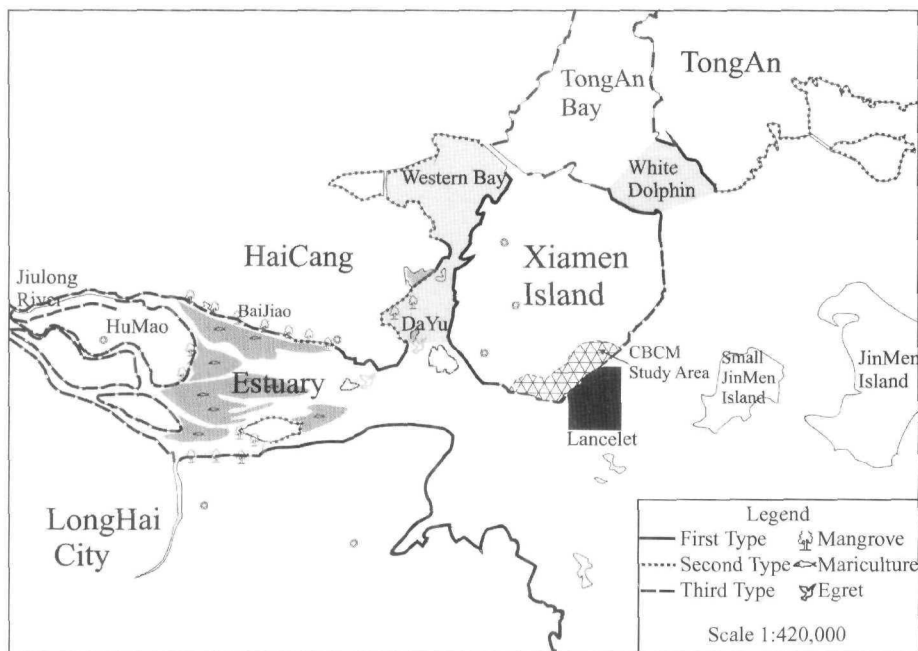 TongAn
Bay
TongAn
Western Bay
White
Dolphin
HaiCang
Xiamen
Island
Jiulong
River
HuMao
BaiJiao
DaYu
Estuary
CBCM
Study Area
Small
JinMen
Island
JinMen
Island
Lancelet
LongHai
City
Legend
First Type
Mangrove
Second Type
Mariculture
Third Type
Egret
Scale 1:420,000